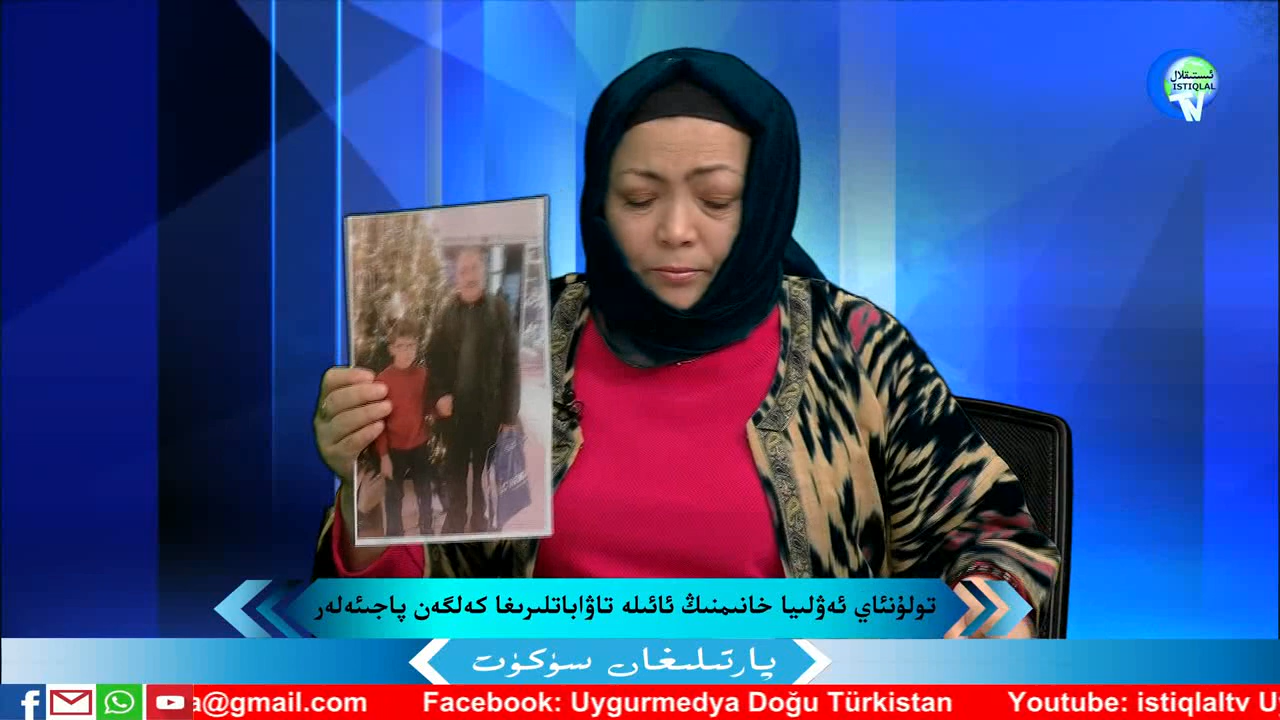 ئىستىقلال
ISTIQLAL
TV
تولۇنئاي ئەۋلىيا خانىمنىڭ ئائىلە تاۋاباتلىرىغا كەلگەن پاجىئەلەر
پارتىلىغان سۈكۈت
a@gmail.com Facebook: Uygurmedya Doğu Türkistan Youtube: istiqlaltv U